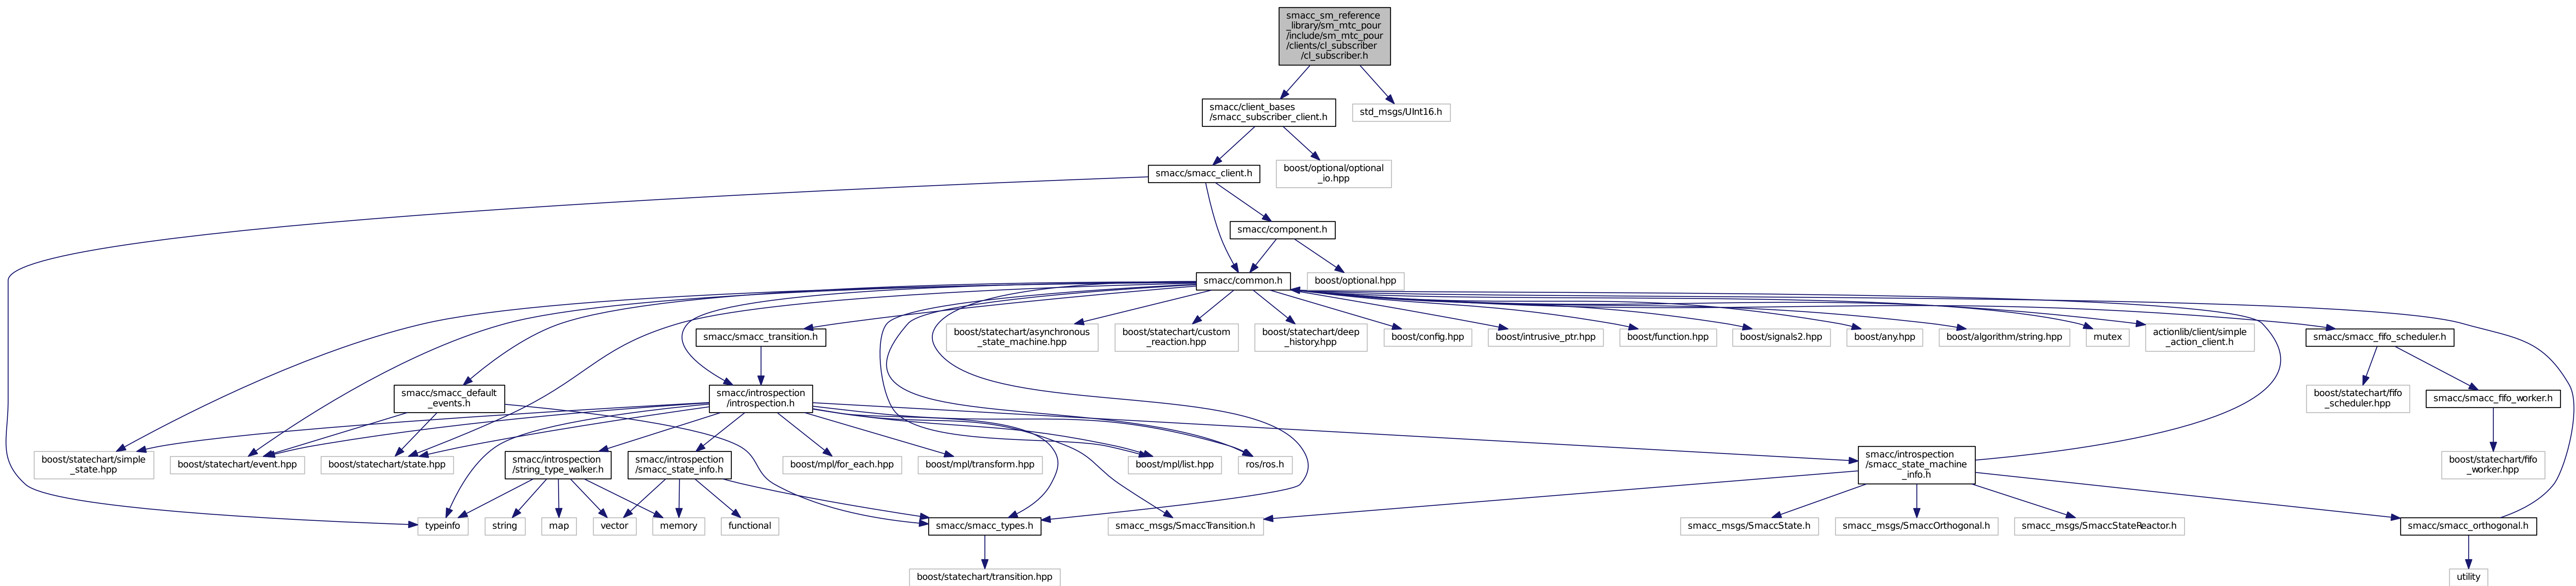 smacc_sm_reference
_library/sm_mtc_pour
/include/sm_mtc_pour
/clients/cl_subscriber
/cl_subscriber.h
smacc/client_bases
/smacc_subscriber_client.h
std_msgs/UInt16.h
smacc/smacc_client.h
boost/optional/optional
_io.hpp
smacc/component.h
smacc/common.h
boost/optional.hpp
smacc/smacc_transition.h
boost/statechart/asynchronous
_state_machine.hpp
boost/statechart/custom
_reaction.hpp
boost/statechart/deep
_history.hpp
boost/config.hpp
boost/intrusive_ptr.hpp
boost/function.hpp
boost/signals2.hpp
boost/any.hpp
boost/algorithm/string.hpp
mutex
actionlib/client/simple
_action_client.h
smacc/smacc_fifo_scheduler.h
smacc/smacc_default
_events.h
smacc/introspection
/introspection.h
boost/statechart/fifo
_scheduler.hpp
smacc/smacc_fifo_worker.h
boost/statechart/simple
_state.hpp
boost/statechart/event.hpp
boost/statechart/state.hpp
smacc/introspection
/string_type_walker.h
smacc/introspection
/smacc_state_info.h
boost/mpl/for_each.hpp
boost/mpl/transform.hpp
boost/mpl/list.hpp
ros/ros.h
smacc/introspection
/smacc_state_machine
_info.h
boost/statechart/fifo
_worker.hpp
typeinfo
string
map
vector
memory
functional
smacc/smacc_types.h
smacc_msgs/SmaccTransition.h
smacc_msgs/SmaccState.h
smacc_msgs/SmaccOrthogonal.h
smacc_msgs/SmaccStateReactor.h
smacc/smacc_orthogonal.h
boost/statechart/transition.hpp
utility